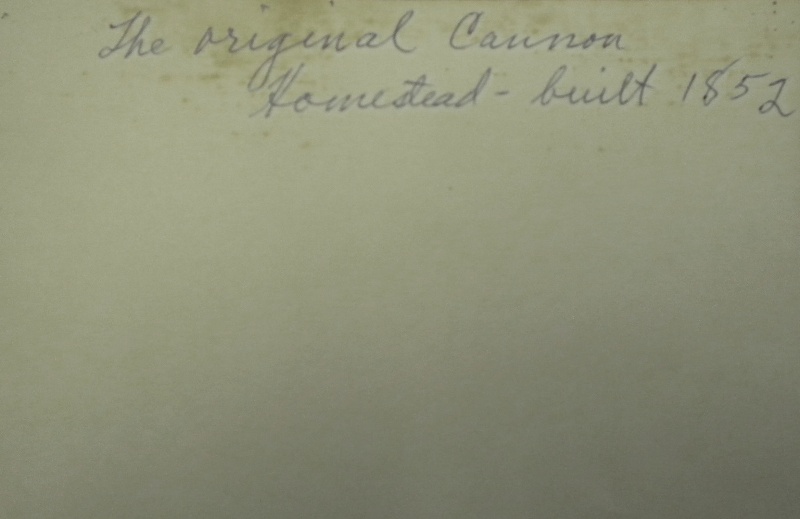 The original Cannon
Homestead - built 1852